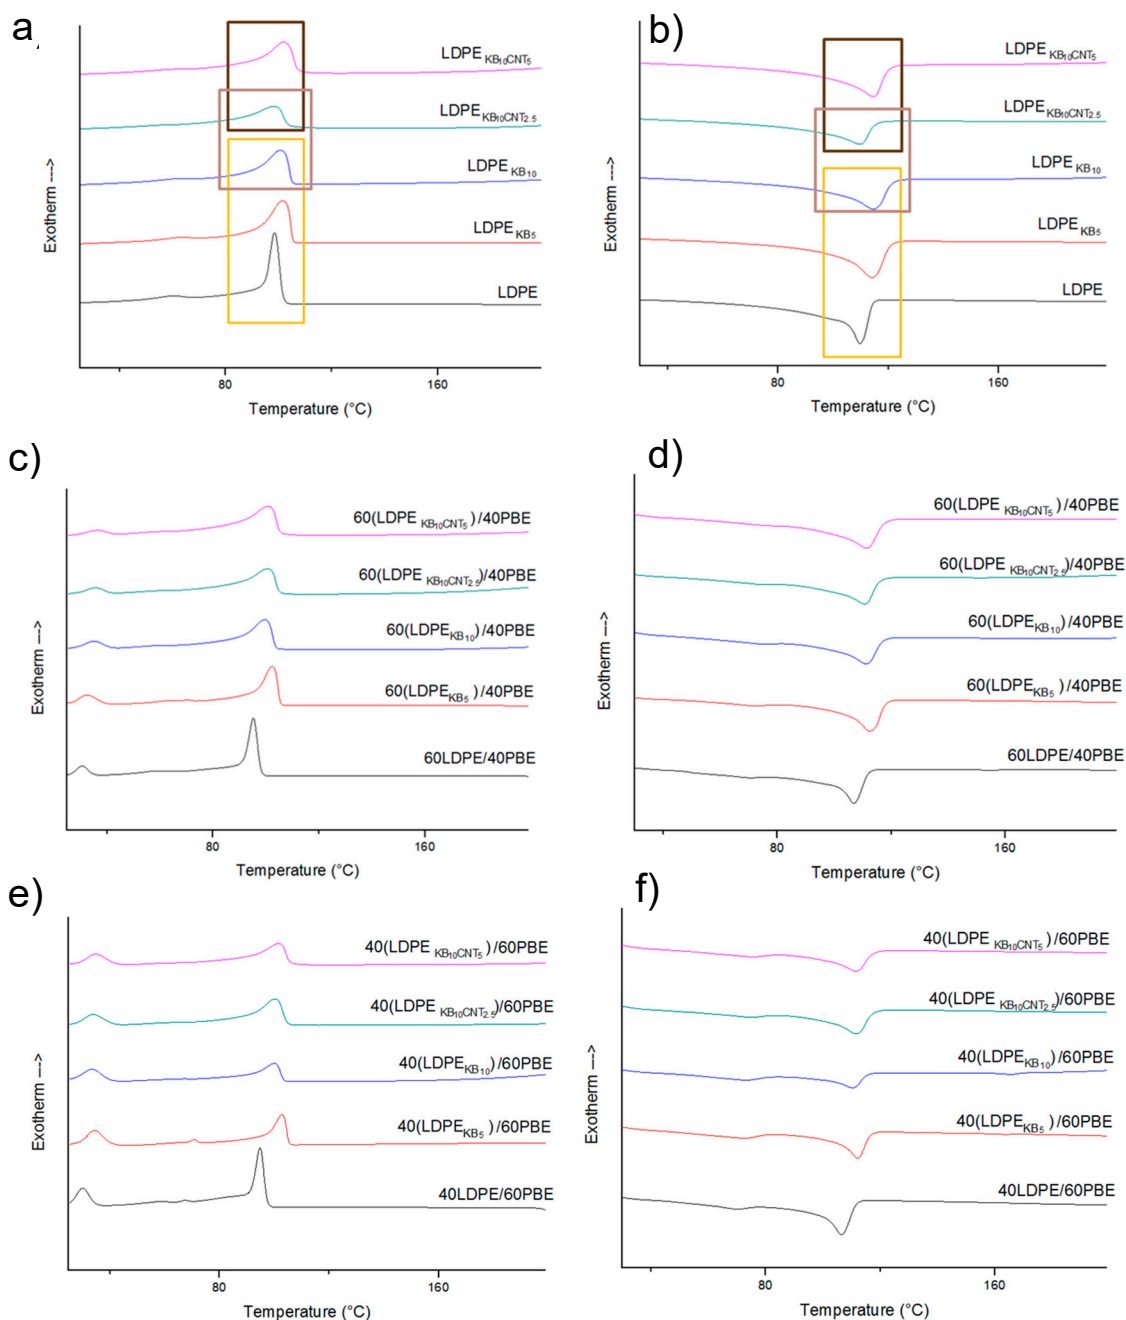 a)
LDPE KB10CNT5
LDPE KB10CNT2.5
LDPE KB10
LDPE KB5
LDPE
Exotherm --->
80
160
Temperature (°C)
b)
LDPE KB10CNT5
LDPE KB10CNT2.5
LDPE KB10
LDPE KB5
LDPE
Exotherm --->
80
160
Temperature (°C)
c)
60(LDPE KB10CNT5)/40PBE
60(LDPE KB10CNT2.5)/40PBE
60(LDPEKB10)/40PBE
60(LDPEKB5)/40PBE
60LDPE/40PBE
Exotherm --->
80
160
Temperature (°C)
d)
60(LDPE KB10CNT5)/40PBE
60(LDPE KB10CNT2.5)/40PBE
60(LDPEKB10)/40PBE
60(LDPEKB5)/40PBE
60LDPE/40PBE
Exotherm --->
80
160
Temperature (°C)
e)
40(LDPE KB10CNT5)/60PBE
40(LDPE KB10CNT2.5)/60PBE
40(LDPEKB10)/60PBE
40(LDPEKB5)/60PBE
40LDPE/60PBE
Exotherm --->
80
160
Temperature (°C)
f)
40(LDPE KB10CNT5)/60PBE
40(LDPE KB10CNT2.5)/60PBE
40(LDPEKB10)/60PBE
40(LDPEKB5)/60PBE
40LDPE/60PBE
Exotherm --->
80
160
Temperature (°C)